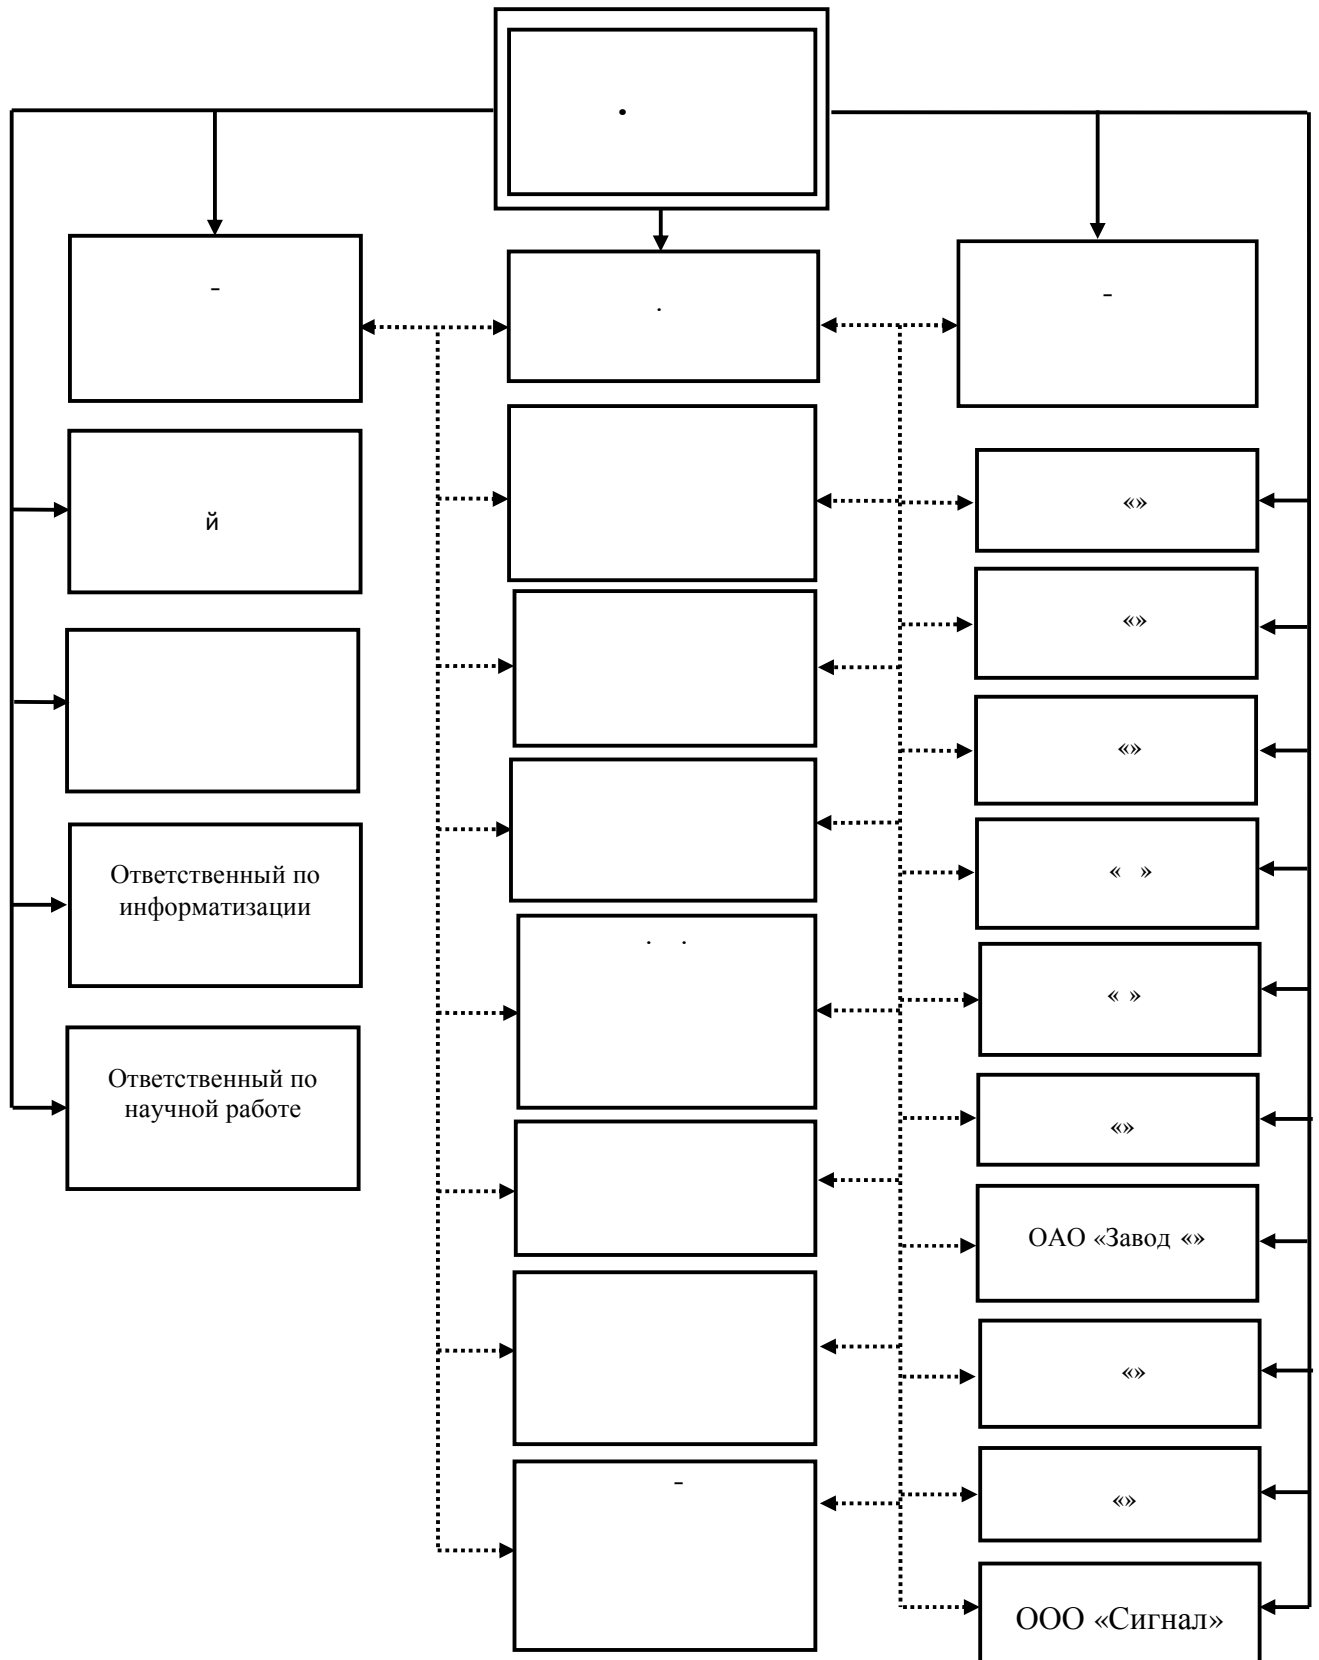 .
-
.
-
й
«»
«»
«»
Ответственный по
информатизации
« »
. .
« »
Ответственный по
научной работе
«»
ОАО «Завод «»
«»
-
«»
ООО «Сигнал»